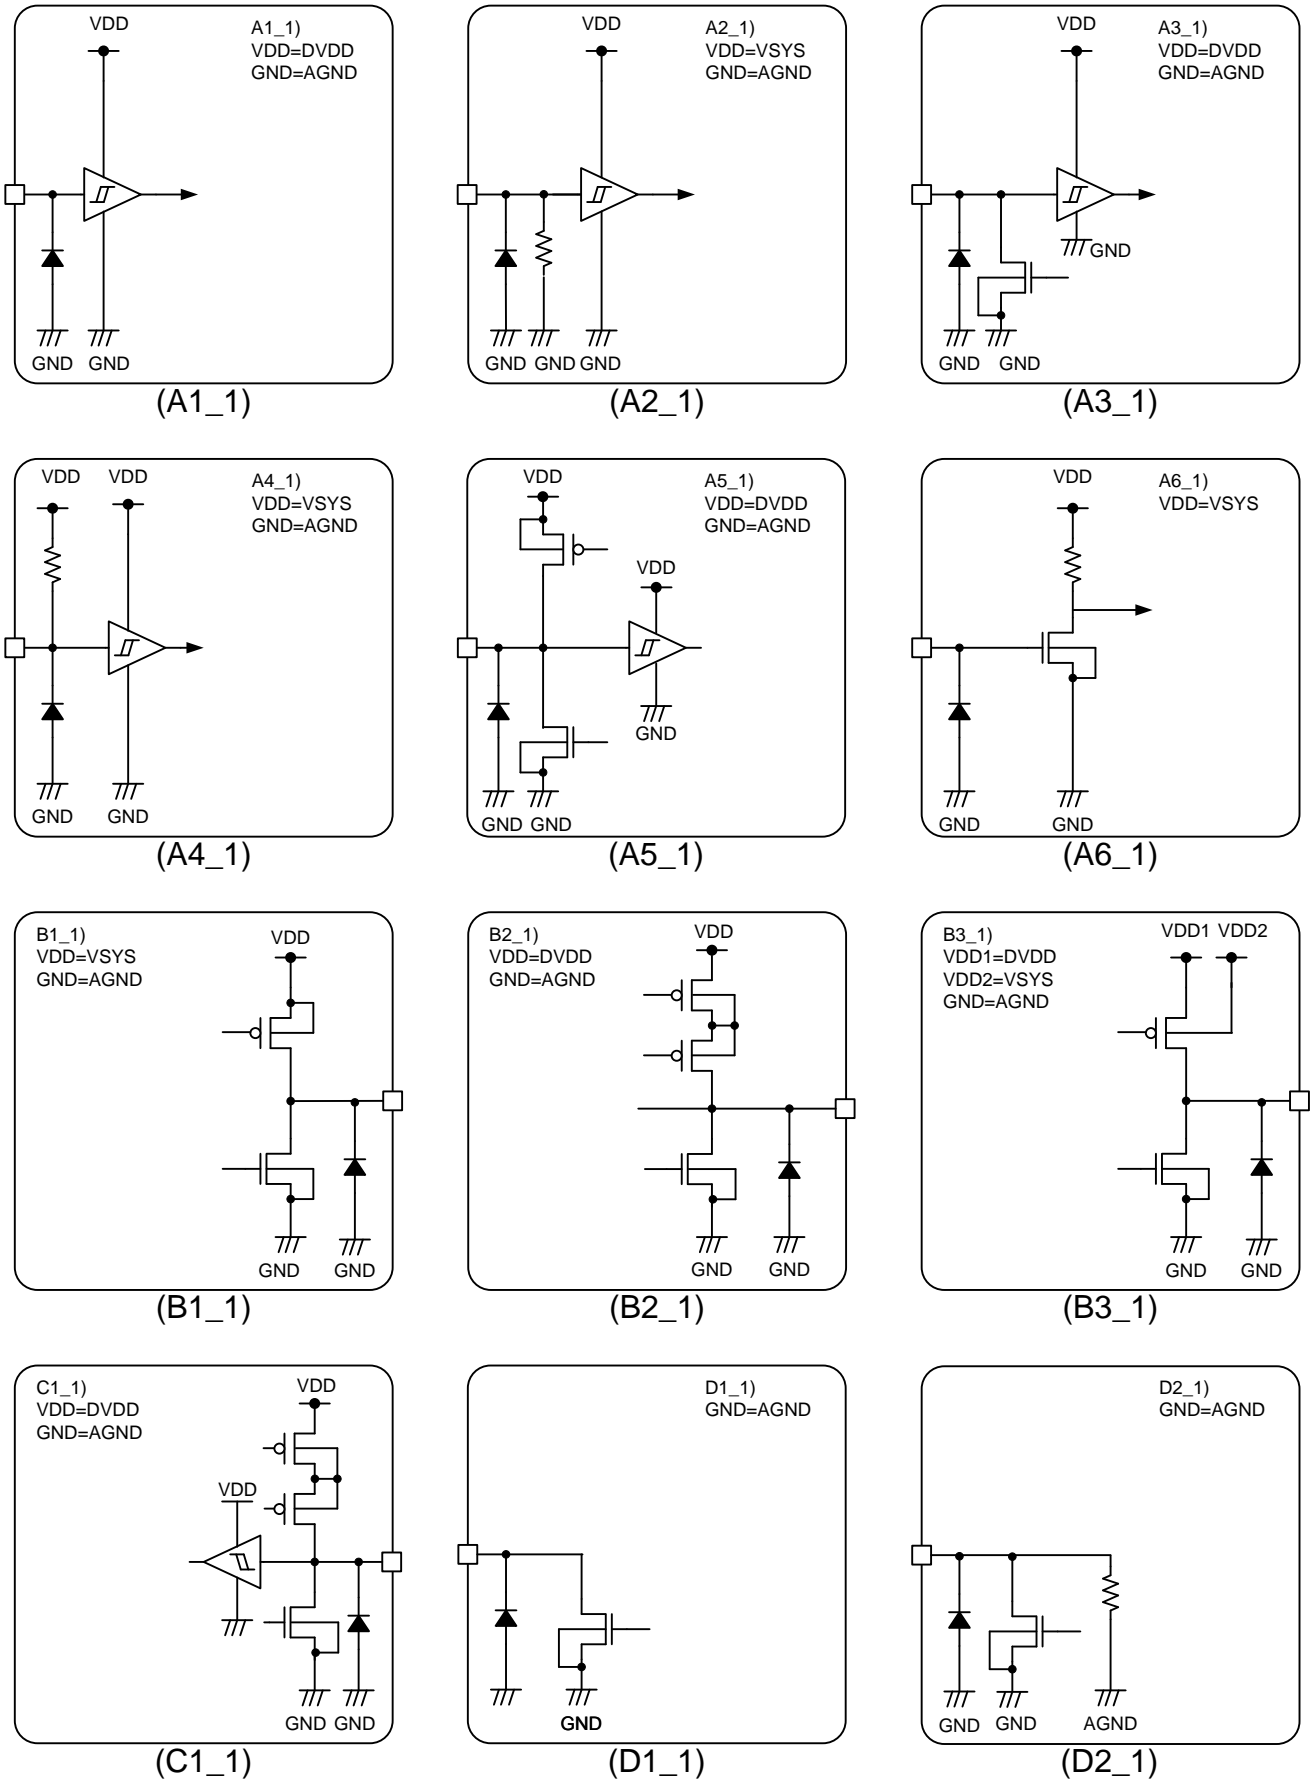 VDD
A1_1)
VDD=DVDD
GND=AGND
GND GND
(A1_1)
VDD
A2_1)
VDD=VSYS
GND=AGND
GND GND GND
(A2_1)
VDD
A3_1)
VDD=DVDD
GND=AGND
GND
GND GND
(A3_1)
VDD VDD
A4_1)
VDD=VSYS
GND=AGND
GND GND
(A4_1)
VDD
A5_1)
VDD=DVDD
GND=AGND
VDD
GND
GND GND
(A5_1)
VDD
A6_1)
VDD=VSYS
GND GND
(A6_1)
B1_1)
VDD=VSYS
GND=AGND
VDD
GND GND
(B1_1)
B2_1)
VDD=DVDD
GND=AGND
VDD
GND GND
(B2_1)
B3_1)
VDD1=DVDD
VDD2=VSYS
GND=AGND
VDD1 VDD2
GND GND
(B3_1)
C1_1)
VDD=DVDD
GND=AGND
VDD
VDD
GND GND
(C1_1)
D1_1)
GND=AGND
GND
(D1_1)
D2_1)
GND=AGND
GND GND AGND
(D2_1)